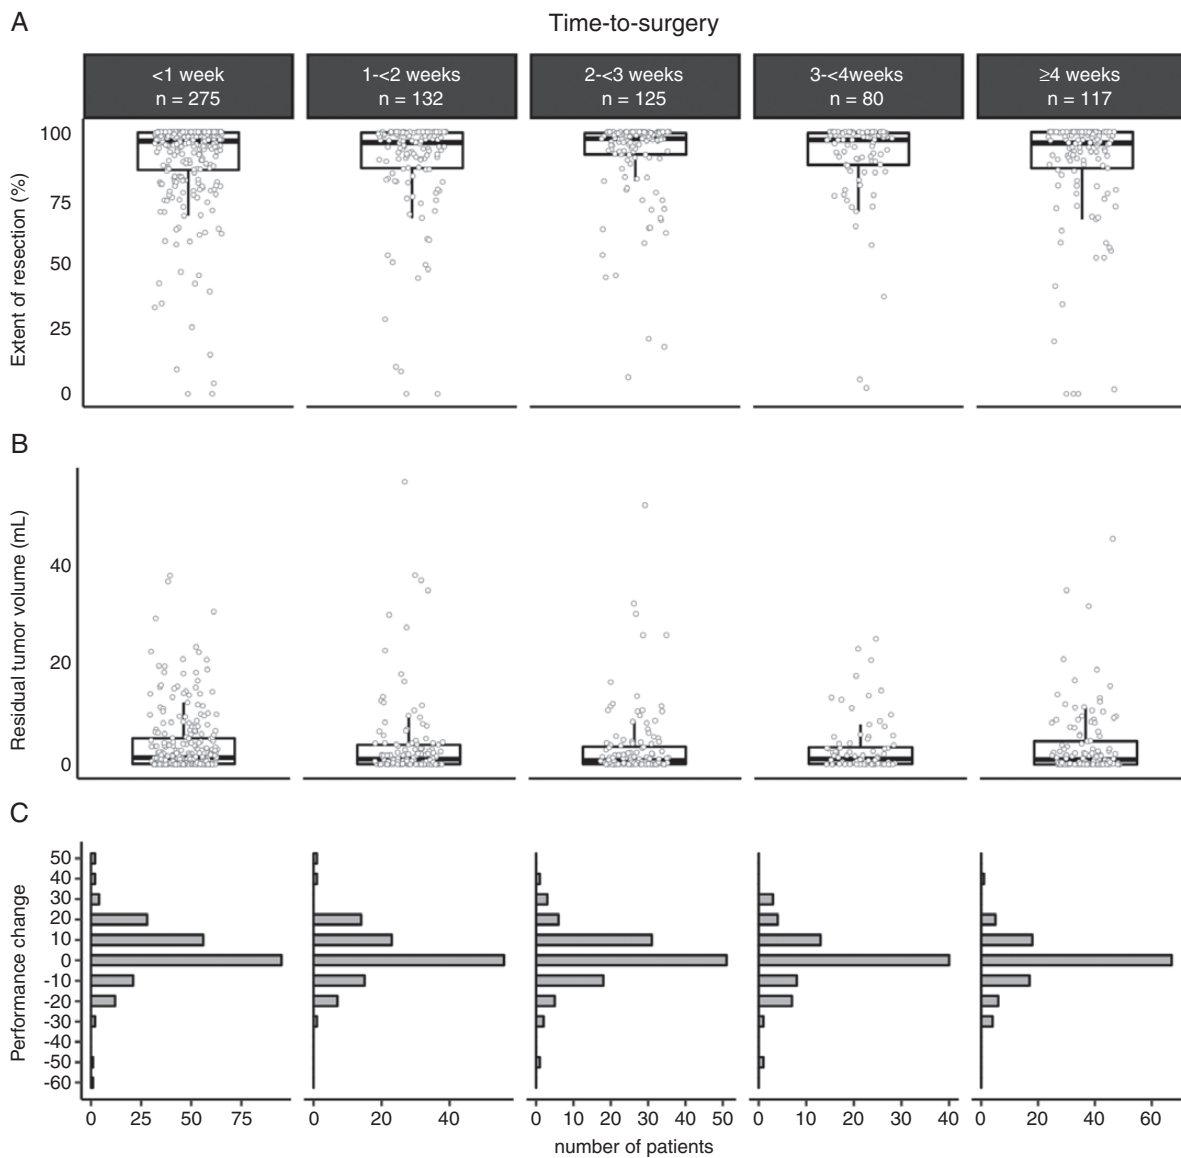 A
Time-to-surgery
<1 week
n = 275
1-<2 weeks
n = 132
2-<3 weeks
n = 125
3-<4weeks
n = 80
≥4 weeks
n = 117
Extent of resection (%)
100
75
50
25
0
B
Residual tumor volume (mL)
40
20
0
C
Performance change
50
40
30
20
10
0
-10
-20
-30
-40
-50
-60
0 25 50 75
0 20 40
0 10 20 30 40 50
0 10 20 30 40
0 20 40 60
number of patients